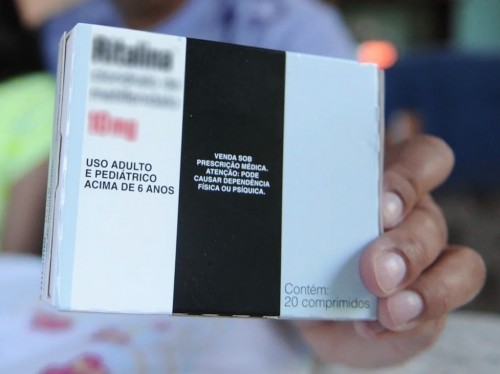 Ritalina
10mg
USO ADULTO
E PEDIÁTRICO
ACIMA DE 6 ANOS
VENDA SOB
PRESCRIÇÃO MÉDICA.
ATENÇÃO: PODE
CAUSAR DEPENDÊNCIA
FÍSICA OU PSÍQUICA.
Contém:
20 comprimidos